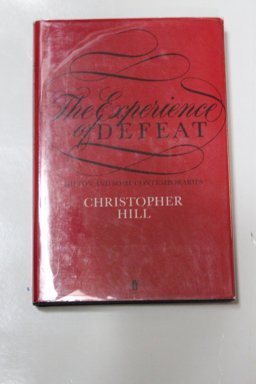 The Experience
of DEFEAT
MILTON AND SOME CONTEMPORARIES
CHRISTOPHER
HILL